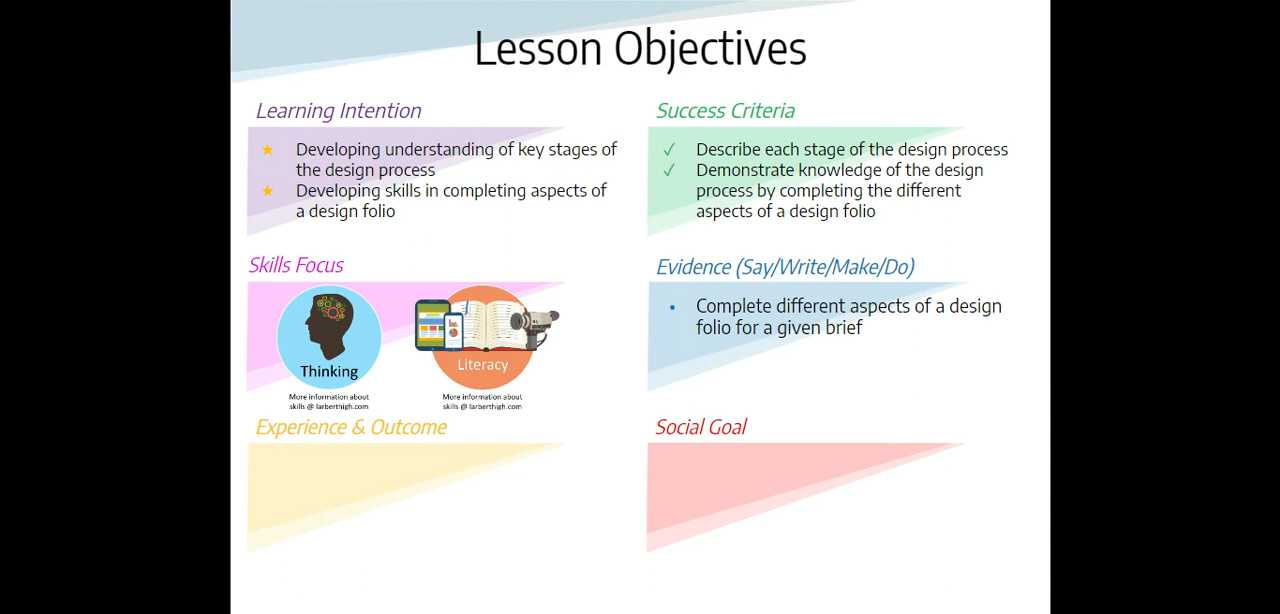 Lesson Objectives
Learning Intention
Developing understanding of key stages of
the design process
Developing skills in completing aspects of
a design folio
Success Criteria
Describe each stage of the design process
Demonstrate knowledge of the design
process by completing the different
aspects of a design folio
Skills Focus
Thinking
More information about
skills @ larberthigh.com
Literacy
More information about
skills @ larberthigh.com
Evidence (Say/Write/Make/Do)
Complete different aspects of a design
folio for a given brief
Experience & Outcome
Social Goal